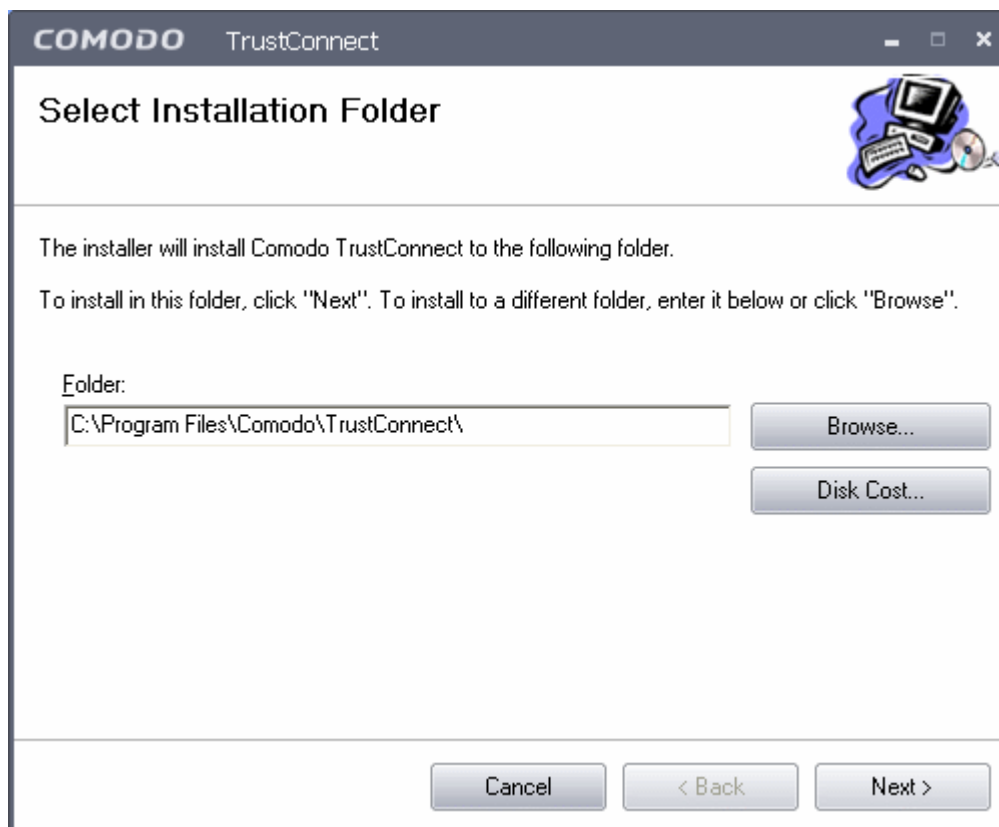 COMODO TrustConnect
Select Installation Folder
The installer will install Comodo TrustConnect to the following folder.
To install in this folder, click "Next". To install to a different folder, enter it below or click "Browse".
Folder:
C:\Program Files\Comodo\TrustConnect\
Browse...
Disk Cost...
Cancel
< Back
Next >